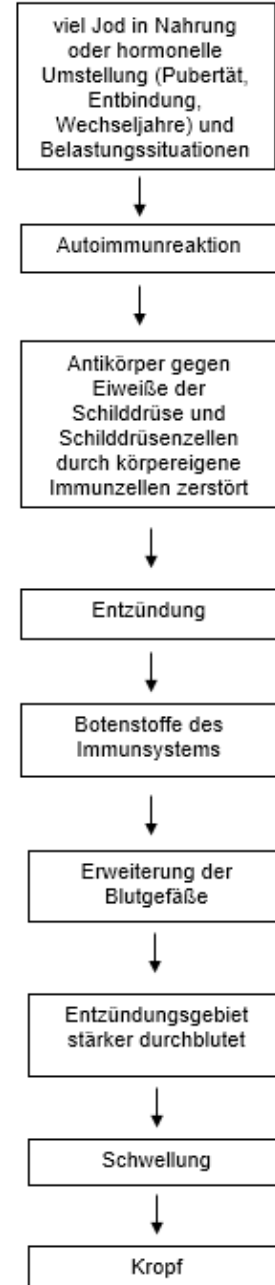 viel Jod in Nahrung
oder hormonelle
Umstellung (Pubertät,
Entbindung,
Wechseljahre) und
Belastungssituationen
Autoimmunreaktion
Antikörper gegen
Eiweiße der
Schilddrüse und
Schilddrüsenzellen
durch körpereigene
Immunzellen zerstört
Entzündung
Botenstoffe des
Immunsystems
Erweiterung der
Blutgefäße
Entzündungsgebiet
stärker durchblutet
Schwellung
Kropf